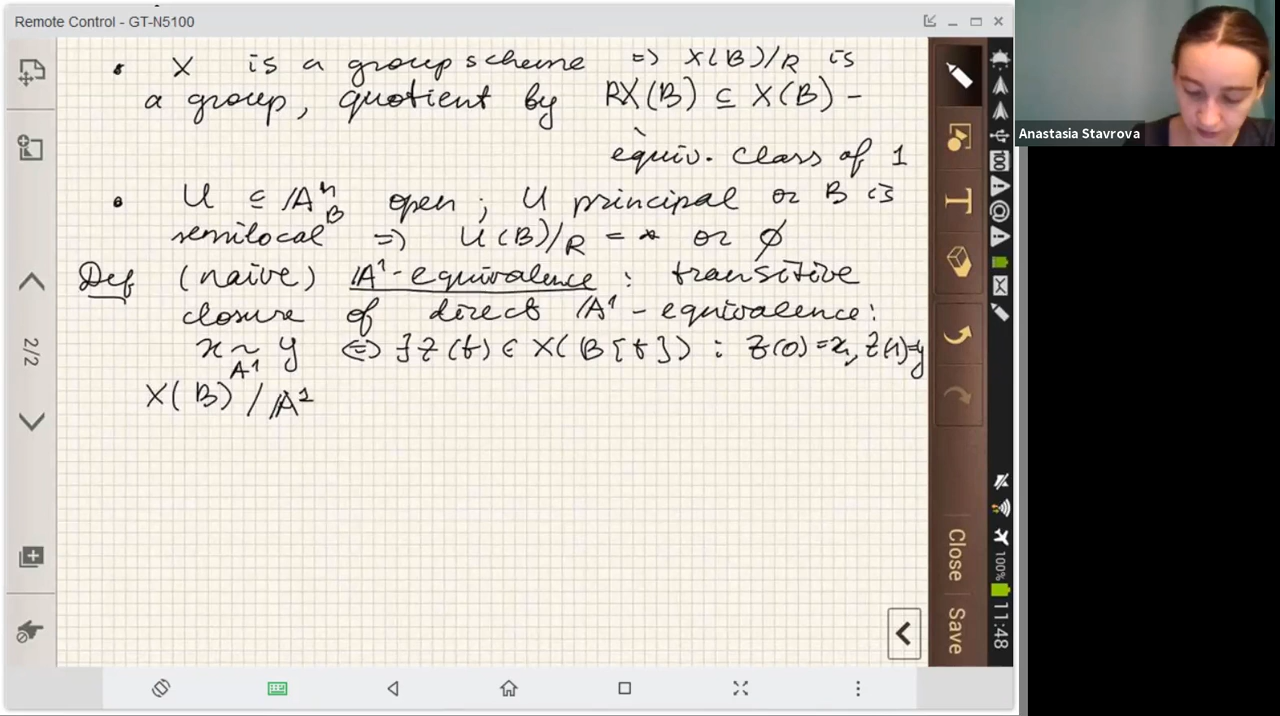 Remote Control - GT-N5100
Anastasia Stavrova
• X is a group scheme ⇒ X(B)/R is
a group, quotient by RX(B) ⊆ X(B) -
equiv. class of 1
• U ⊆ 𝔸ⁿ_B open; U principal or B is
semilocal ⇒ U(B)/R = * or ∅
Def (naive) 𝔸¹-equivalence : transitive
closure of direct 𝔸¹-equivalence:
x ~_A¹ y ⇔ ∃ Z(t) ∈ X(B[t]) : Z(0)=x, Z(1)=y
X(B)/𝔸¹
2/2
100%
11:48
Close
Save